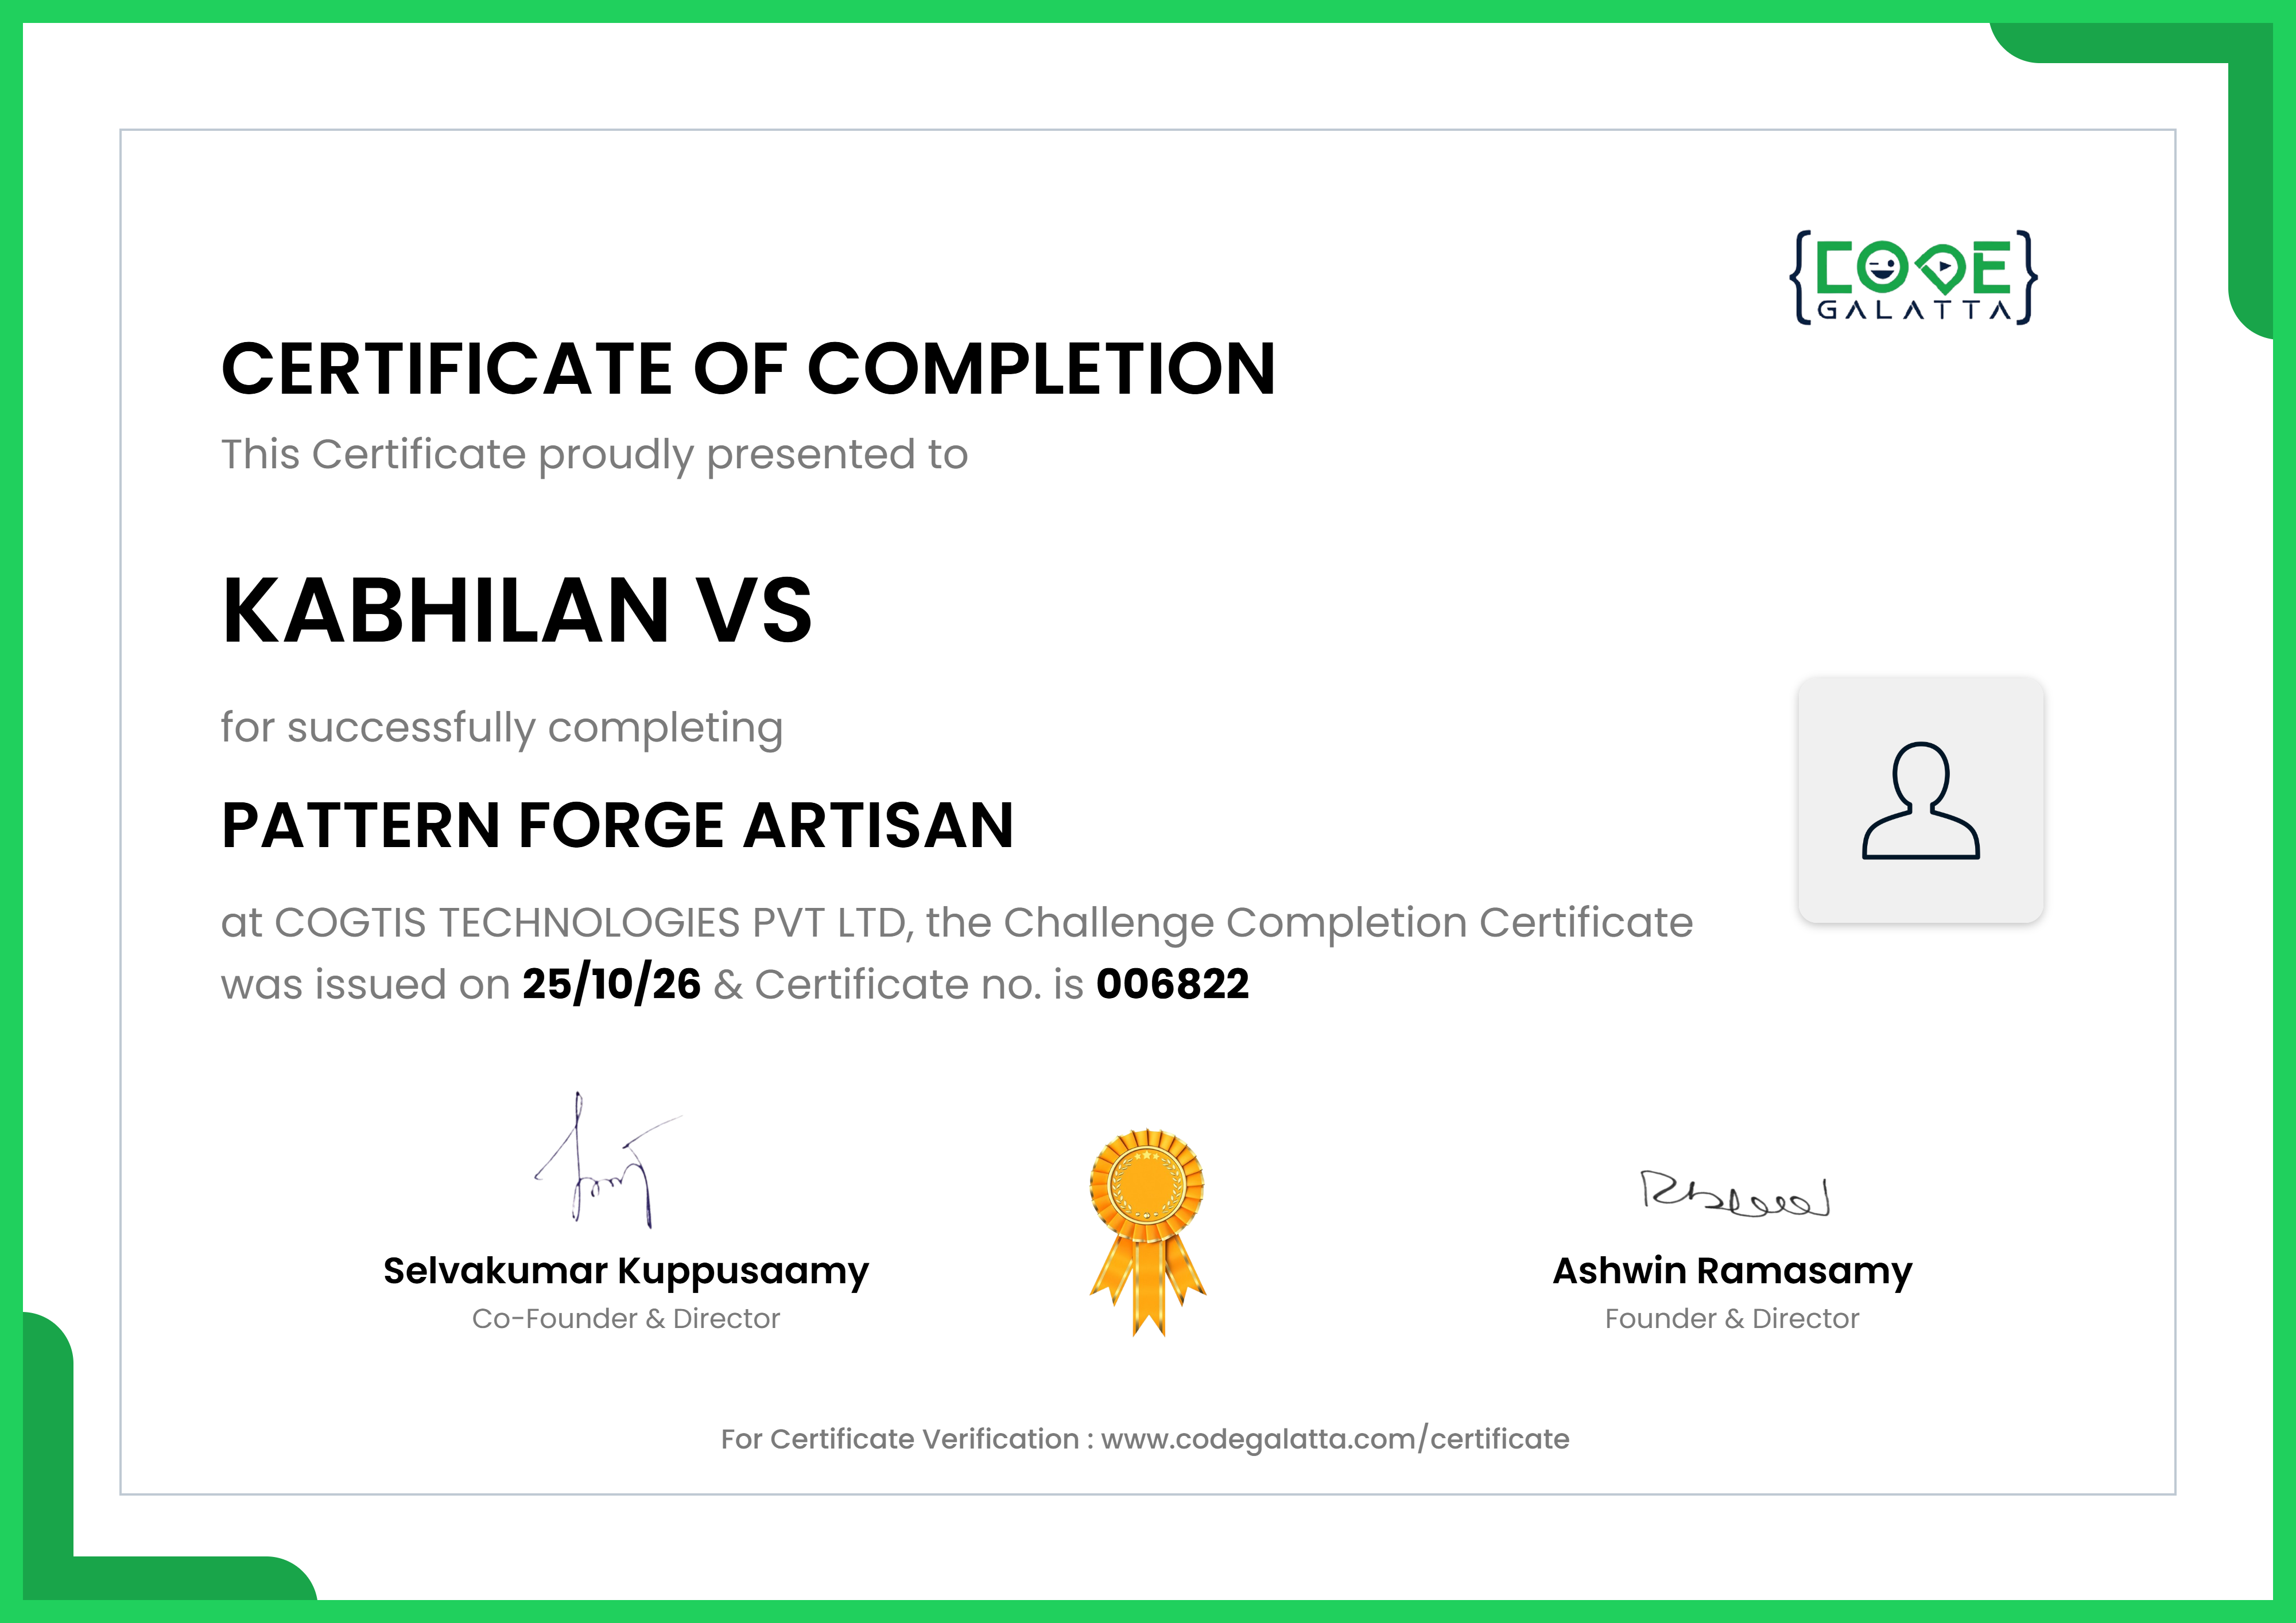 {CODE}
GALATTA
CERTIFICATE OF COMPLETION
This Certificate proudly presented to
KABHILAN VS
for successfully completing
PATTERN FORGE ARTISAN
at COGTIS TECHNOLOGIES PVT LTD, the Challenge Completion Certificate
was issued on 25/10/26 & Certificate no. is 006822
Selvakumar Kuppusaamy
Co-Founder & Director
Ashwin Ramasamy
Founder & Director
For Certificate Verification : www.codegalatta.com/certificate